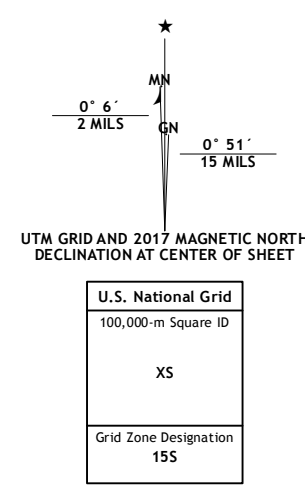 MN
0° 6´
2 MILS
GN
0° 51´
15 MILS
UTM GRID AND 2017 MAGNETIC NORTH
DECLINATION AT CENTER OF SHEET
U.S. National Grid
100,000-m Square ID
XS
Grid Zone Designation
15S